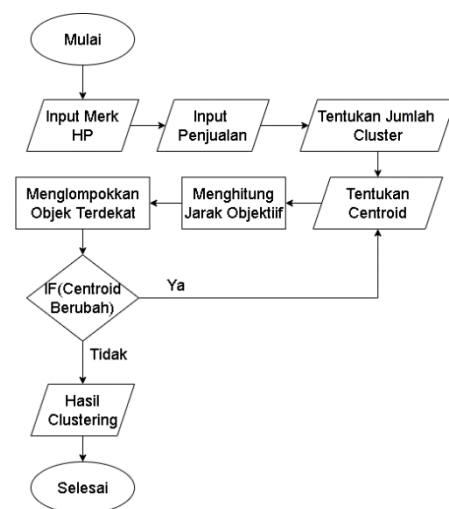 Mulai
Input Merk
HP
Input
Penjualan
Tentukan Jumlah
Cluster
Tentukan
Centroid
Menghitung
Jarak Objektiif
Menglompokkan
Objek Terdekat
IF(Centroid
Berubah)
Ya
Tidak
Hasil
Clustering
Selesai